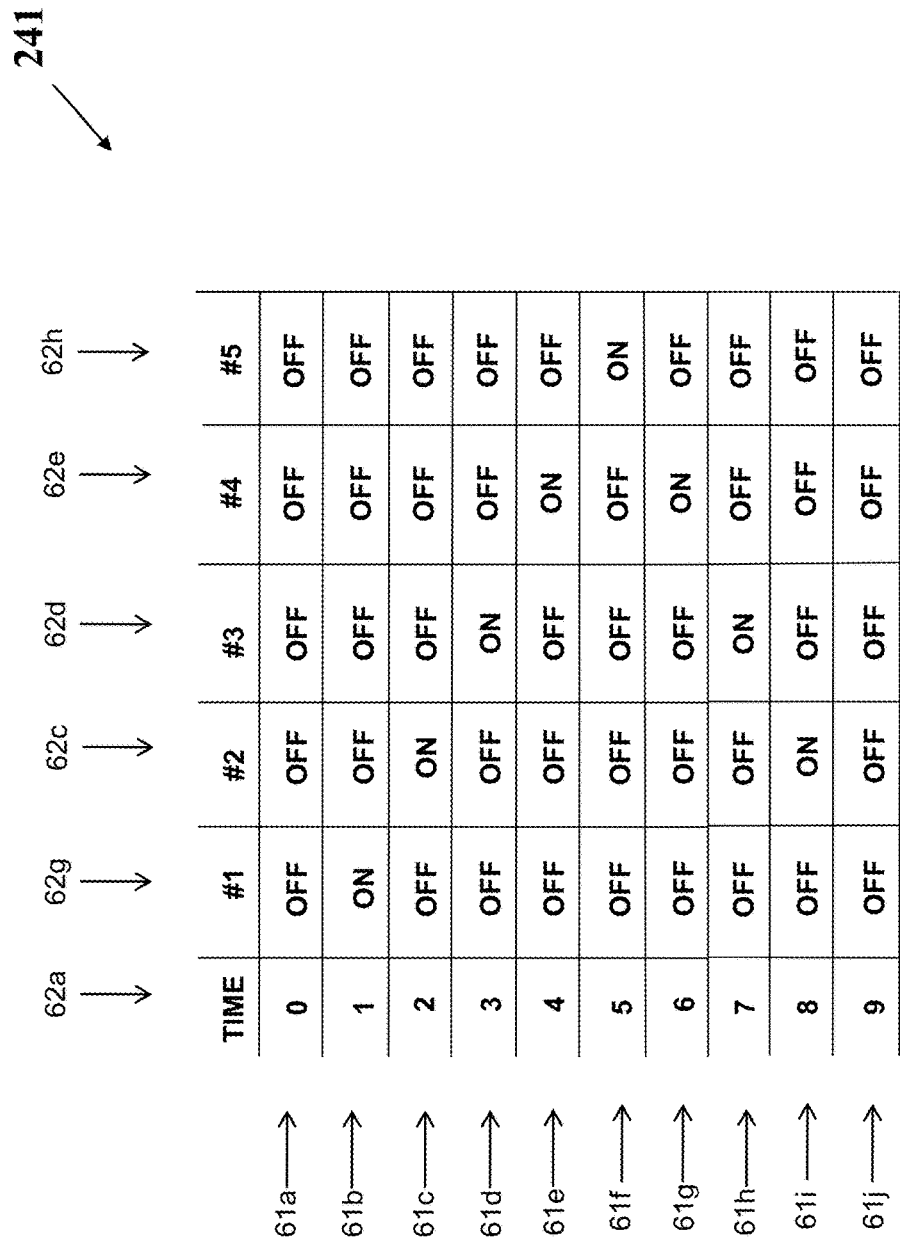 241
62a 62g 62c 62d 62e 62h
TIME #1 #2 #3 #4 #5
61a 0 OFF OFF OFF OFF OFF
61b 1 ON OFF OFF OFF OFF
61c 2 OFF ON OFF OFF OFF
61d 3 OFF OFF ON OFF OFF
61e 4 OFF OFF OFF ON OFF
61f 5 OFF OFF OFF OFF ON
61g 6 OFF OFF OFF ON OFF
61h 7 OFF OFF ON OFF OFF
61i 8 OFF ON OFF OFF OFF
61j 9 OFF OFF OFF OFF OFF